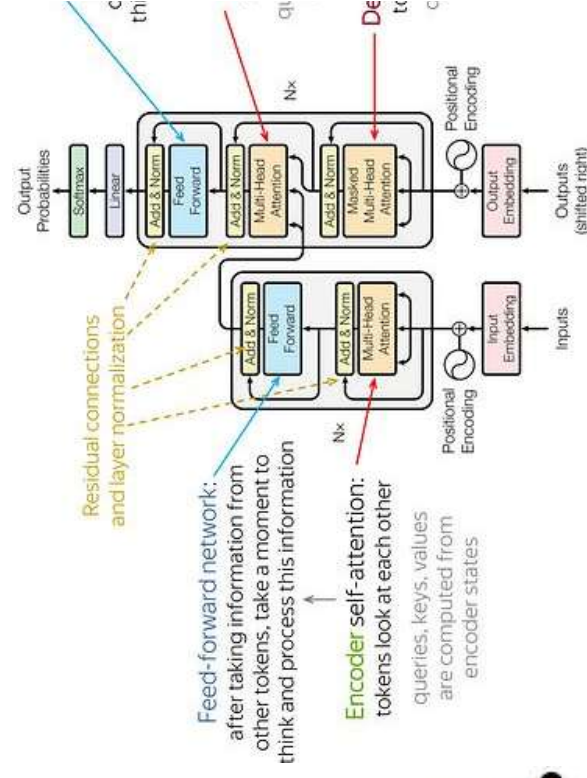 Feed-forward network:
after taking information from
other tokens, take a moment to
think and process this information
Encoder self-attention:
tokens look at each other
queries, keys, values
are computed from
encoder states
Residual connections
and layer normalization
Nx
Add & Norm
Feed
Forward
Add & Norm
Multi-Head
Attention
Positional
Encoding
Input
Embedding
Inputs
Output
Probabilities
Softmax
Linear
Add & Norm
Feed
Forward
Add & Norm
Multi-Head
Attention
Nx
Add & Norm
Masked
Multi-Head
Attention
Positional
Encoding
Output
Embedding
Outputs
(shifted right)